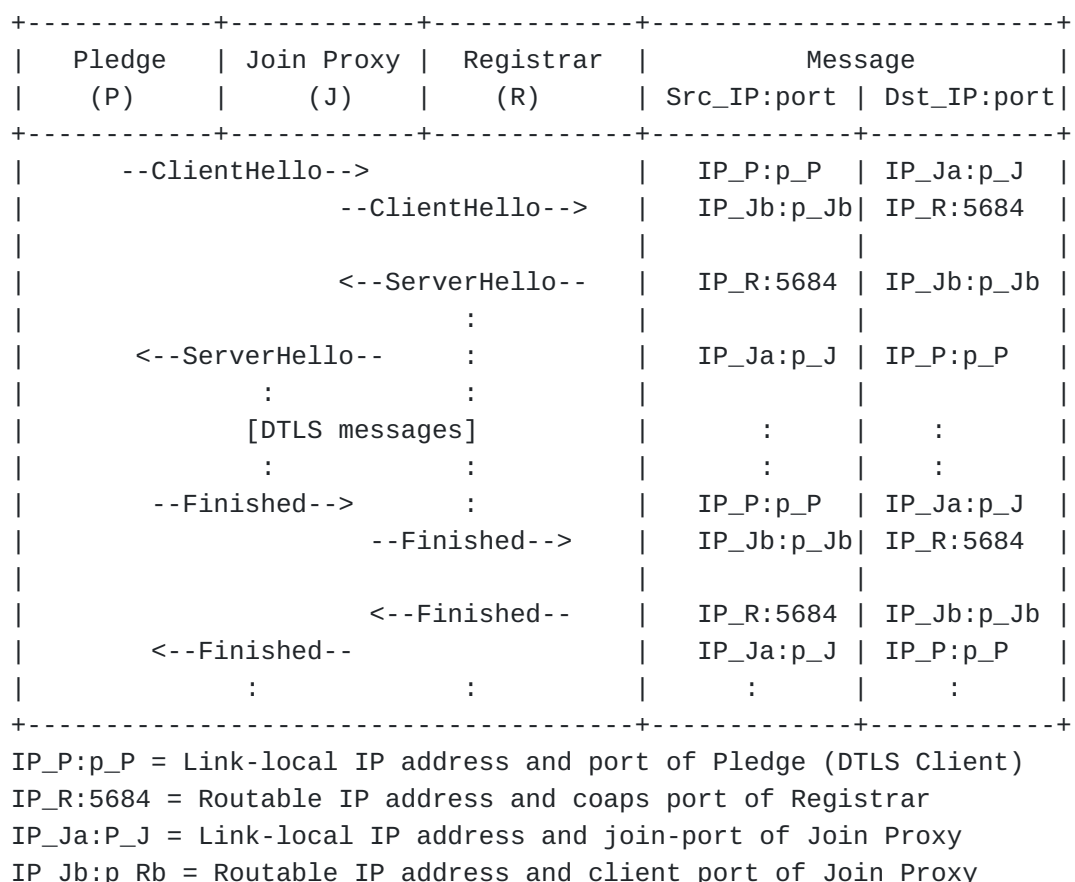 +------------+------------+-------------+--------------------------+
|   Pledge   | Join Proxy |  Registrar  |          Message         |
|    (P)     |     (J)    |    (R)      | Src_IP:port | Dst_IP:port|
+------------+------------+-------------+-------------+------------+
|      --ClientHello-->                 |   IP_P:p_P  | IP_Ja:p_J  |
|                    --ClientHello-->   |   IP_Jb:p_Jb| IP_R:5684  |
|                                       |             |            |
|                    <--ServerHello--   |   IP_R:5684 | IP_Jb:p_Jb |
|                            :          |             |            |
|       <--ServerHello--     :          |   IP_Ja:p_J | IP_P:p_P   |
|               :            :          |             |            |
|              [DTLS messages]          |       :     |    :       |
|               :            :          |       :     |    :       |
|        --Finished-->       :          |   IP_P:p_P  | IP_Ja:p_J  |
|                      --Finished-->    |   IP_Jb:p_Jb| IP_R:5684  |
|                                       |             |            |
|                      <--Finished--    |   IP_R:5684 | IP_Jb:p_Jb |
|        <--Finished--                  |   IP_Ja:p_J | IP_P:p_P   |
|              :             :          |      :      |     :      |
+---------------------------------------+-------------+------------+
IP_P:p_P = Link-local IP address and port of Pledge (DTLS Client)
IP_R:5684 = Routable IP address and coaps port of Registrar
IP_Ja:P_J = Link-local IP address and join-port of Join Proxy
IP_Jb:p_Rb = Routable IP address and client port of Join Proxy